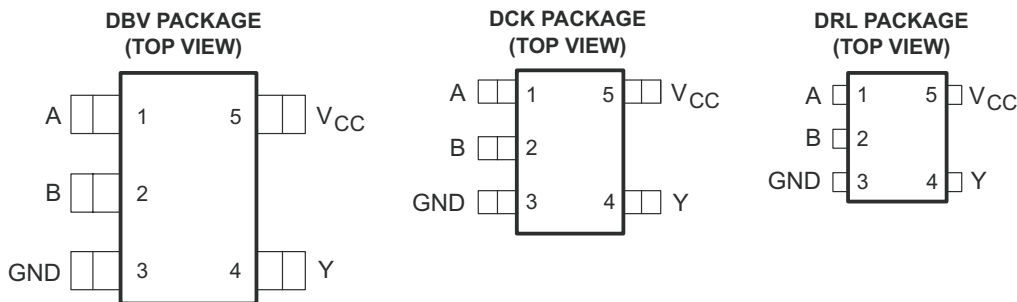 DBV PACKAGE
(TOP VIEW)
A 1 5 VCC
B 2
GND 3 4 Y
DCK PACKAGE
(TOP VIEW)
A 1 5 VCC
B 2
GND 3 4 Y
DRL PACKAGE
(TOP VIEW)
A 1 5 VCC
B 2
GND 3 4 Y